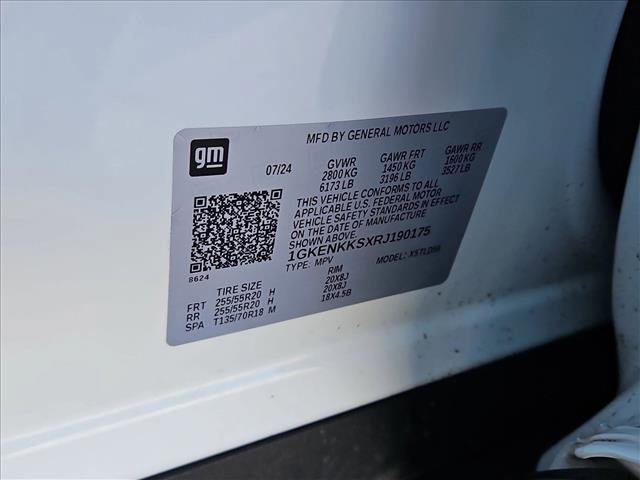 MFD BY GENERAL MOTORS LLC
gm
07/24
GVWR GAWR FRT GAWR RR
2800 KG 1450 KG 1600 KG
6173 LB 3196 LB 3527 LB
THIS VEHICLE CONFORMS TO ALL
APPLICABLE U.S. FEDERAL MOTOR
VEHICLE SAFETY STANDARDS IN EFFECT
ON THE DATE OF MANUFACTURE
1GKENKKSXRJ190175
TYPE: MPV MODEL:
8624
TIRE SIZE RIM
FRT 255/55R20 H 20X8J
RR 255/55R20 H 20X8J
SPA T135/70R18 M 18X4.5B